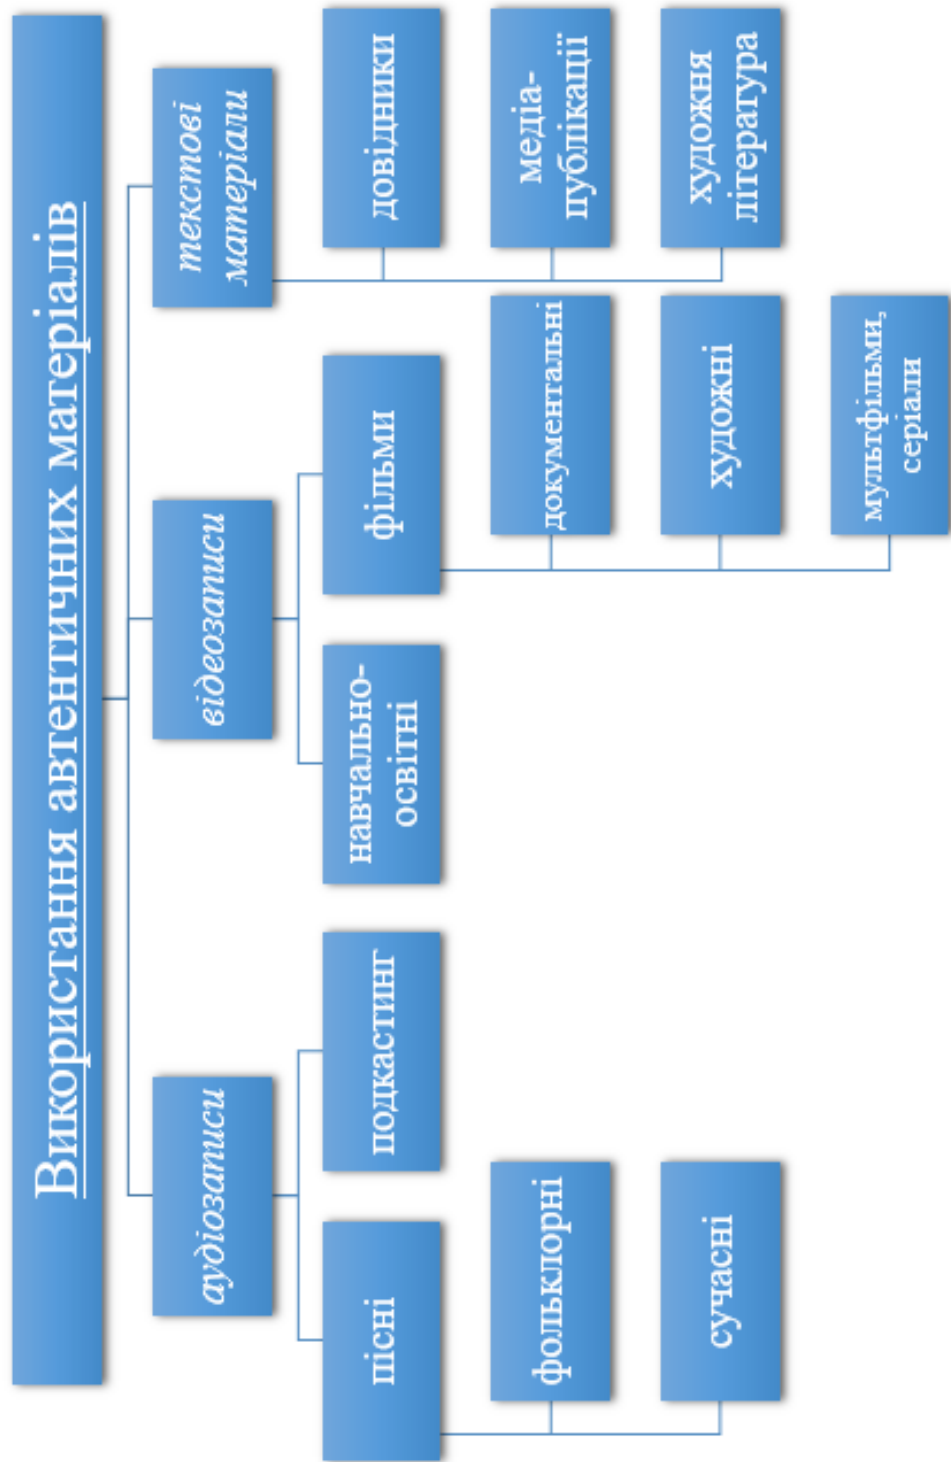 Використання автентичних матеріалів
аудіозаписи
відеозаписи
текстові
матеріали
пісні
подкастинг
навчально-
освітні
фільми
довідники
фольклорні
документальні
медіа-
публікації
сучасні
художні
художня
література
мультфільми,
серіали